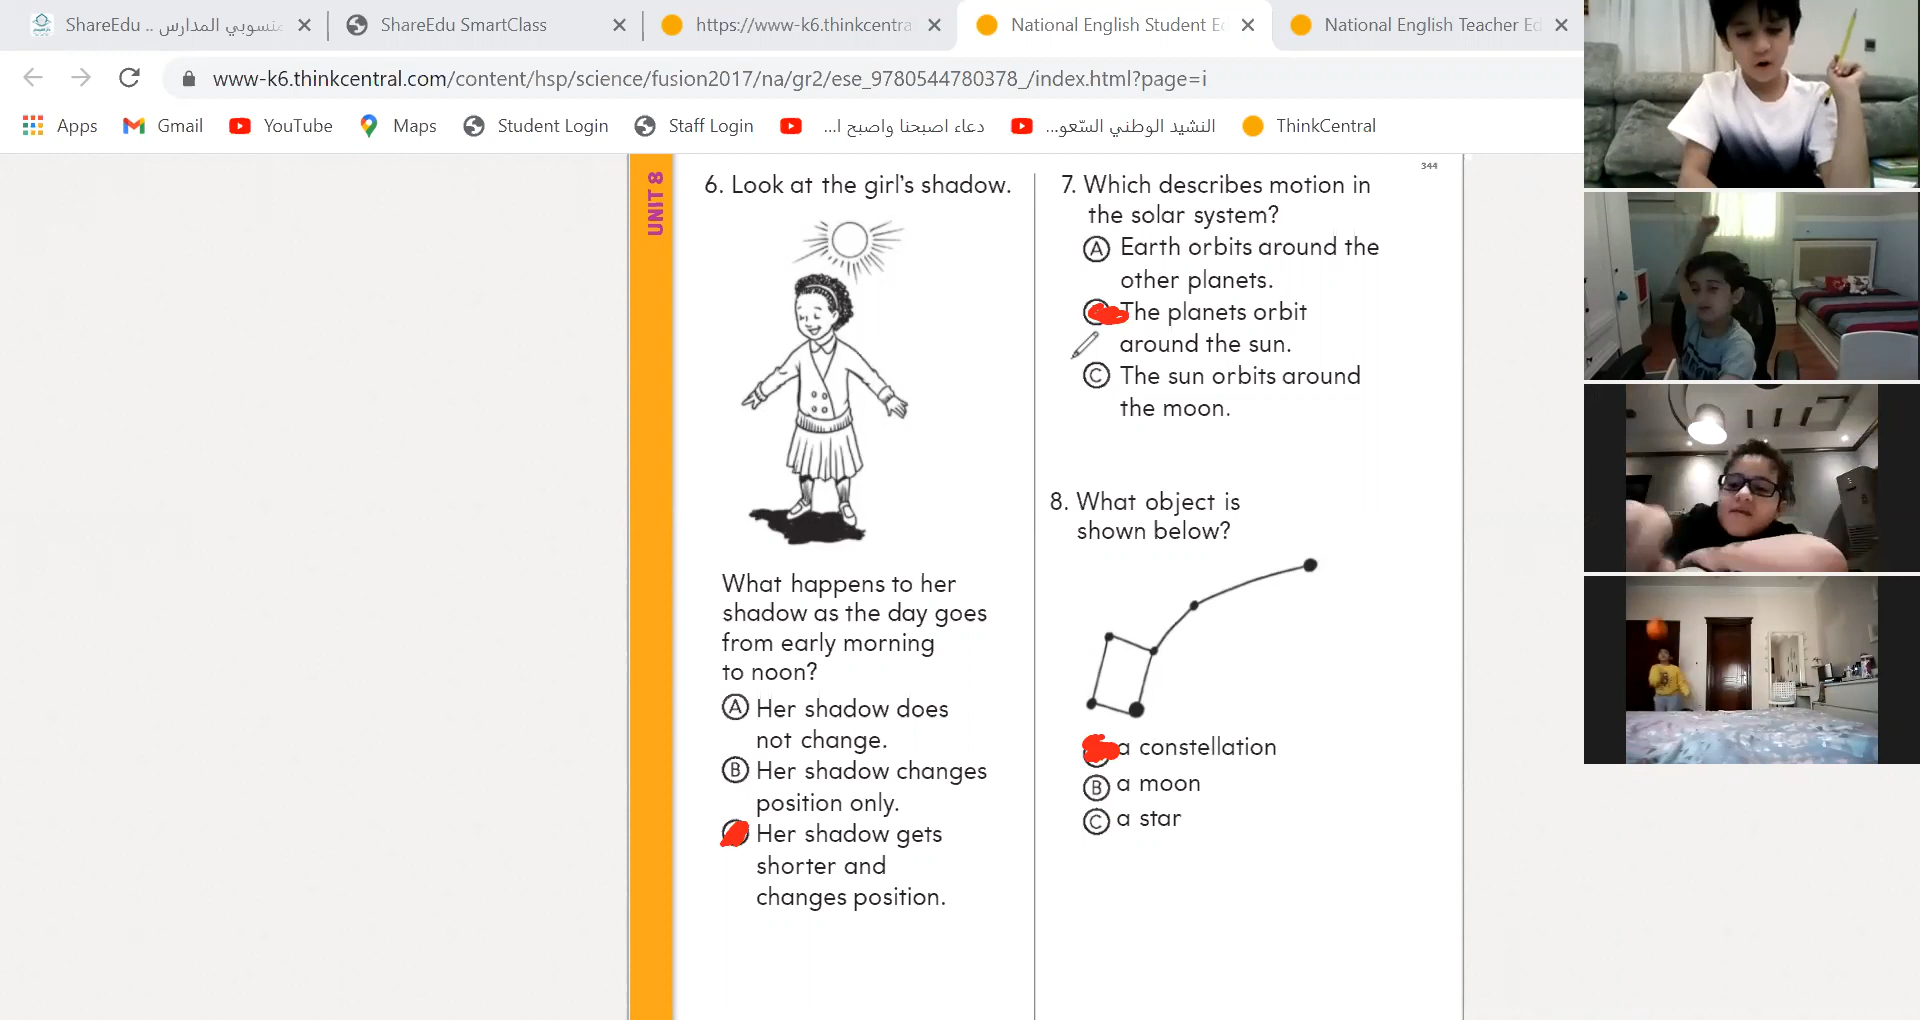 ShareEdu .. منسوبي المدارس
ShareEdu SmartClass
https://www-k6.thinkcentra
National English Student Ed
National English Teacher Ed
www-k6.thinkcentral.com/content/hsp/science/fusion2017/na/gr2/ese_9780544780378_/index.html?page=i
Apps
Gmail
YouTube
Maps
Student Login
Staff Login
دعاء اصبحنا واصبح ا...
النشيد الوطني السّعو...
ThinkCentral
UNIT 8
344
6. Look at the girl's shadow.
What happens to her
shadow as the day goes
from early morning
to noon?
A Her shadow does
not change.
B Her shadow changes
position only.
Her shadow gets
shorter and
changes position.
7. Which describes motion in
the solar system?
A Earth orbits around the
other planets.
The planets orbit
around the sun.
C The sun orbits around
the moon.
8. What object is
shown below?
a constellation
B a moon
C a star